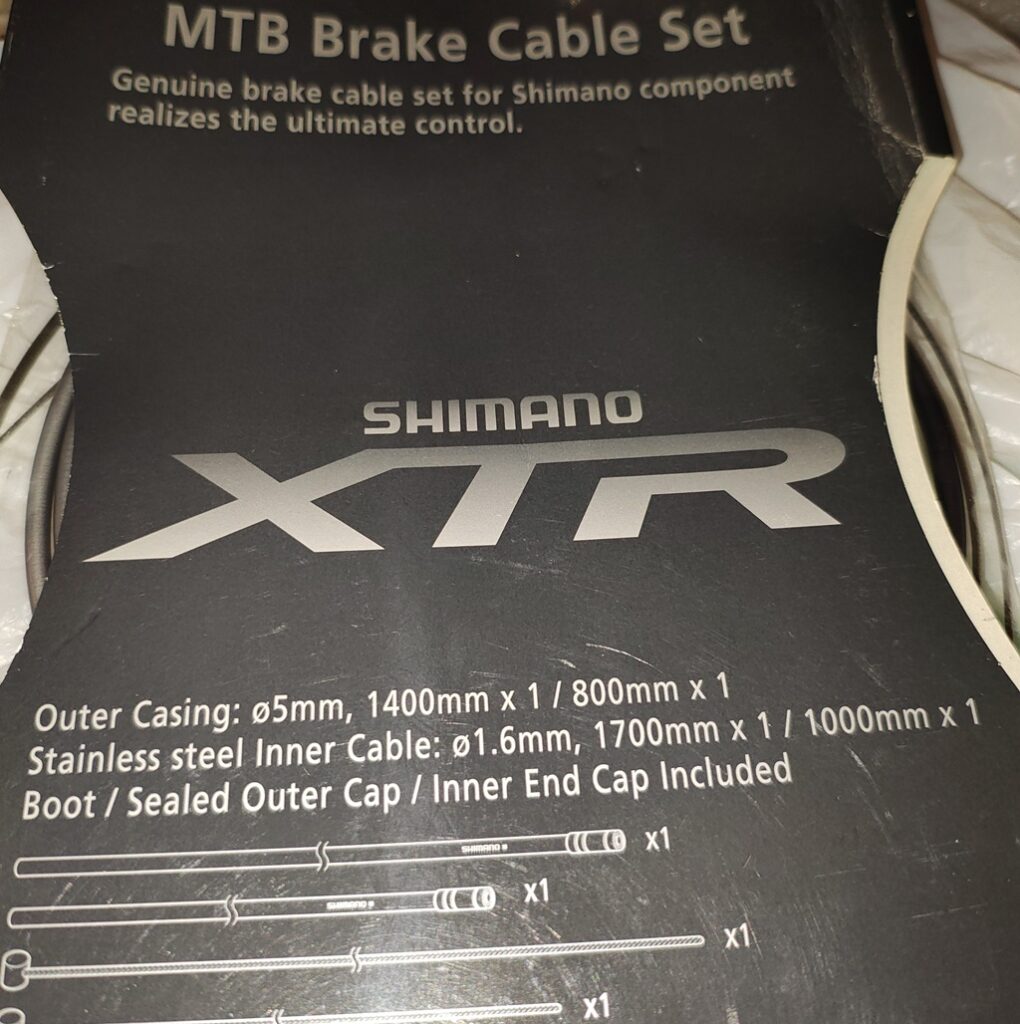 MTB Brake Cable Set
Genuine brake cable set for Shimano component
realizes the ultimate control.
SHIMANO
XTR
Outer Casing: ø5mm, 1400mm x 1 / 800mm x 1
Stainless steel Inner Cable: ø1.6mm, 1700mm x 1 / 1000mm x 1
Boot / Sealed Outer Cap / Inner End Cap Included
SHIMANO
x1
SHIMANO
x1
x1
x1